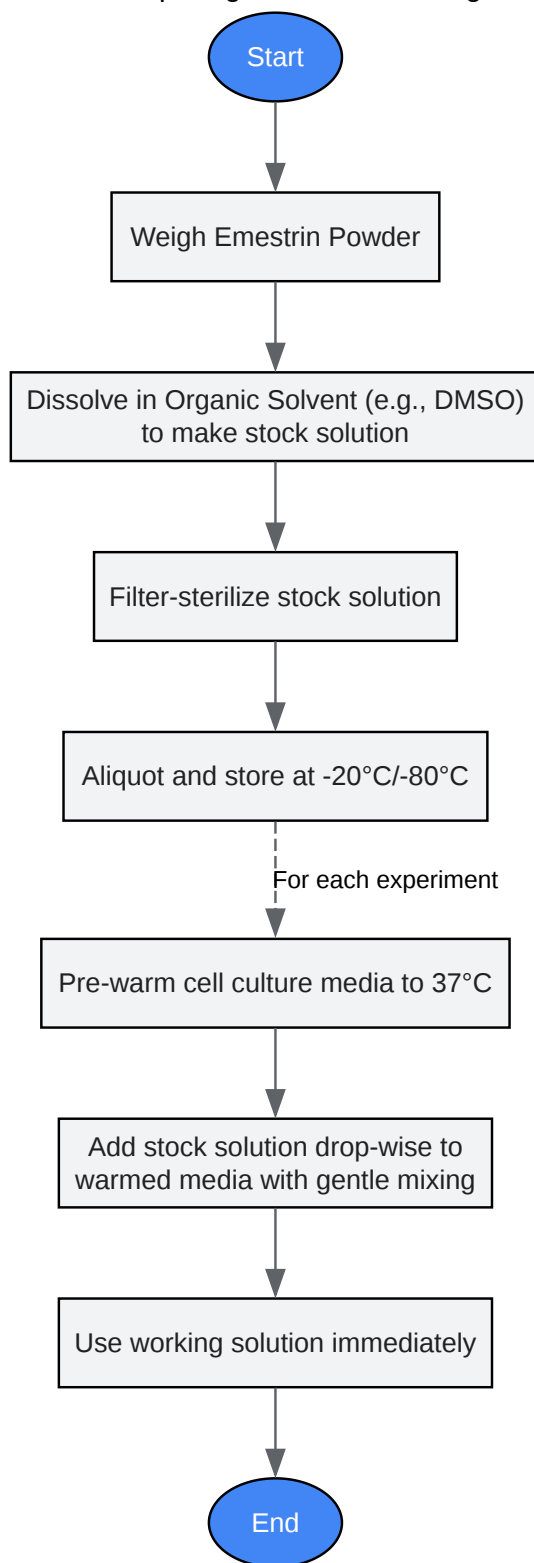 Start
Weigh Emestrin Powder
Dissolve in Organic Solvent (e.g., DMSO)
to make stock solution
Filter-sterilize stock solution
Aliquot and store at -20°C/-80°C
For each experiment
Pre-warm cell culture media to 37°C
Add stock solution drop-wise to
warmed media with gentle mixing
Use working solution immediately
End